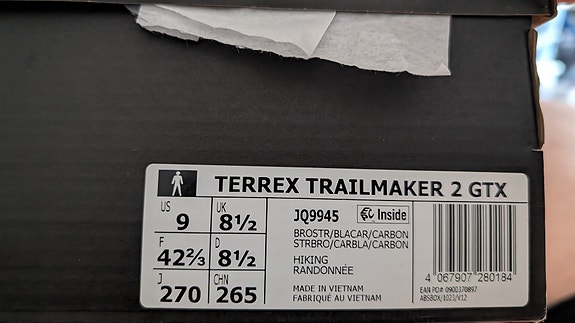 TERREX TRAILMAKER 2 GTX
US 9 UK 8½
F 42⅔ D 8½
J 270 CHN 265
JQ9945 Inside
BROSTR/BLACAR/CARBON
STRBRO/CARBLA/CARBON
HIKING
RANDONNÉE
MADE IN VIETNAM
FABRIQUÉ AU VIETNAM
4 067907 280184
EAN PO# 0900370897
ABSBOX/1023/V12